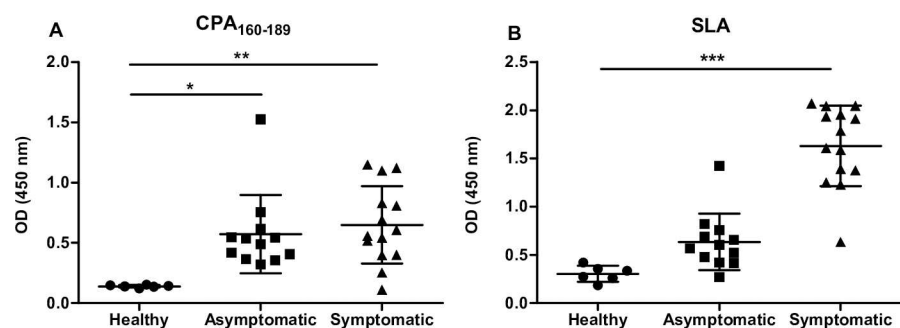 A
CPA160-189
OD (450 nm)
2.0
1.5
1.0
0.5
0.0
**
*
Healthy
Asymptomatic
Symptomatic
B
SLA
OD (450 nm)
2.5
2.0
1.5
1.0
0.5
0.0
***
Healthy
Asymptomatic
Symptomatic